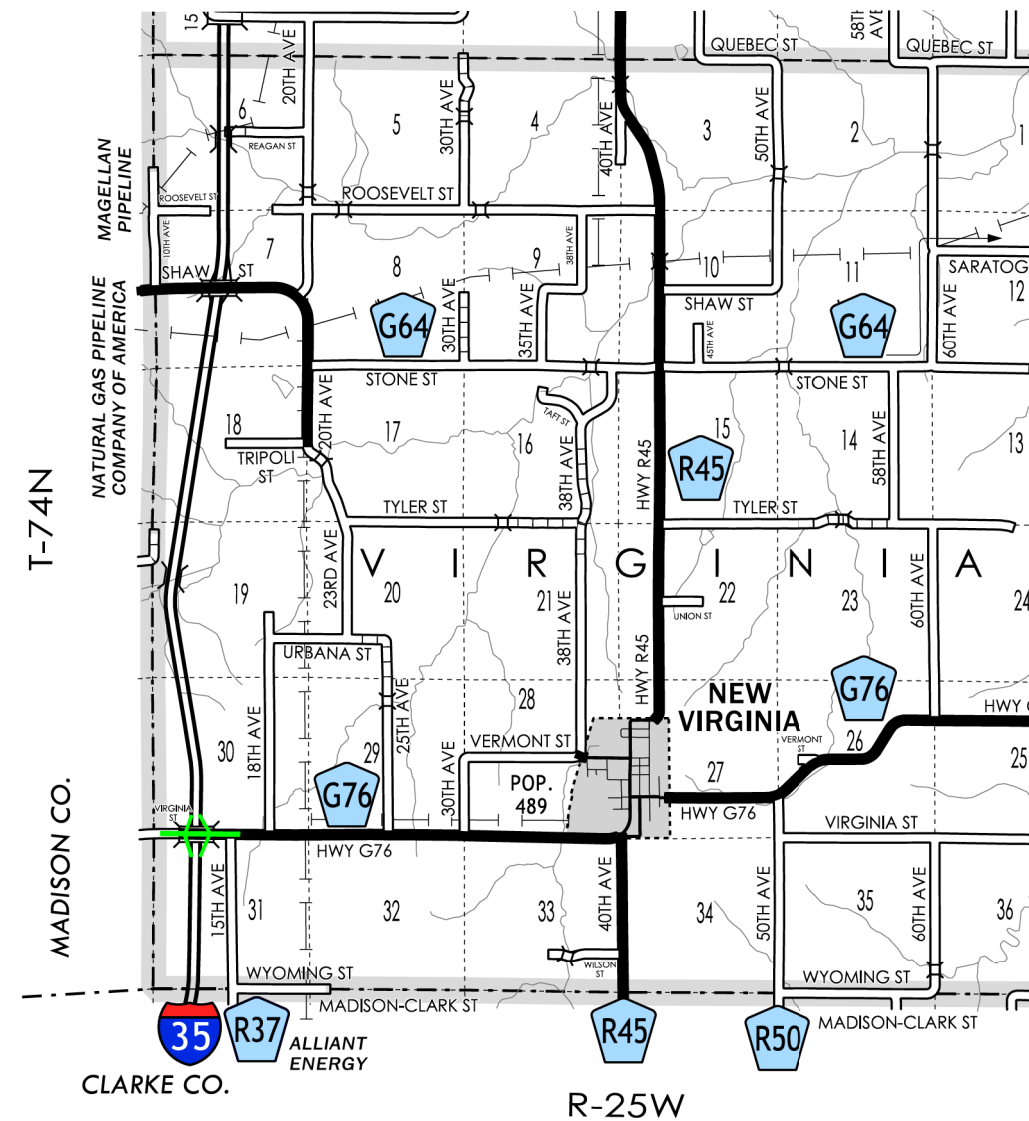 QUEBEC ST
58TH AVE
QUEBEC ST
15
20TH AVE
6
REAGAN ST
5
30TH AVE
4
40TH AVE
3
50TH AVE
2
1
MAGELLAN
PIPELINE
ROOSEVELT ST
ROOSEVELT ST
10TH AVE
7
8
9
38TH AVE
10
11
SARATOG
12
SHAW ST
SHAW ST
NATURAL GAS PIPELINE
COMPANY OF AMERICA
G64
30TH AVE
35TH AVE
45TH AVE
G64
60TH AVE
STONE ST
STONE ST
20TH AVE
18
TRIPOLI
ST
17
16
TAFT ST
38TH AVE
HWY R45
R45
15
14
58TH AVE
13
T-74N
TYLER ST
TYLER ST
VIRGINIA
23RD AVE
19
20
21
38TH AVE
22
UNION ST
23
60TH AVE
24
URBANA ST
HWY R45
18TH AVE
25TH AVE
28
NEW
VIRGINIA
G76
HWY
30
29
30TH AVE
VERMONT ST
VERMONT
ST
26
25
G76
POP.
489
27
HWY G76
VIRGINIA
ST
HWY G76
VIRGINIA ST
MADISON CO.
15TH AVE
31
32
33
40TH AVE
34
50TH AVE
35
60TH AVE
36
WILSON
ST
WYOMING ST
WYOMING ST
MADISON-CLARK ST
MADISON-CLARK ST
35
R37
ALLIANT
ENERGY
R45
R50
CLARKE CO.
R-25W